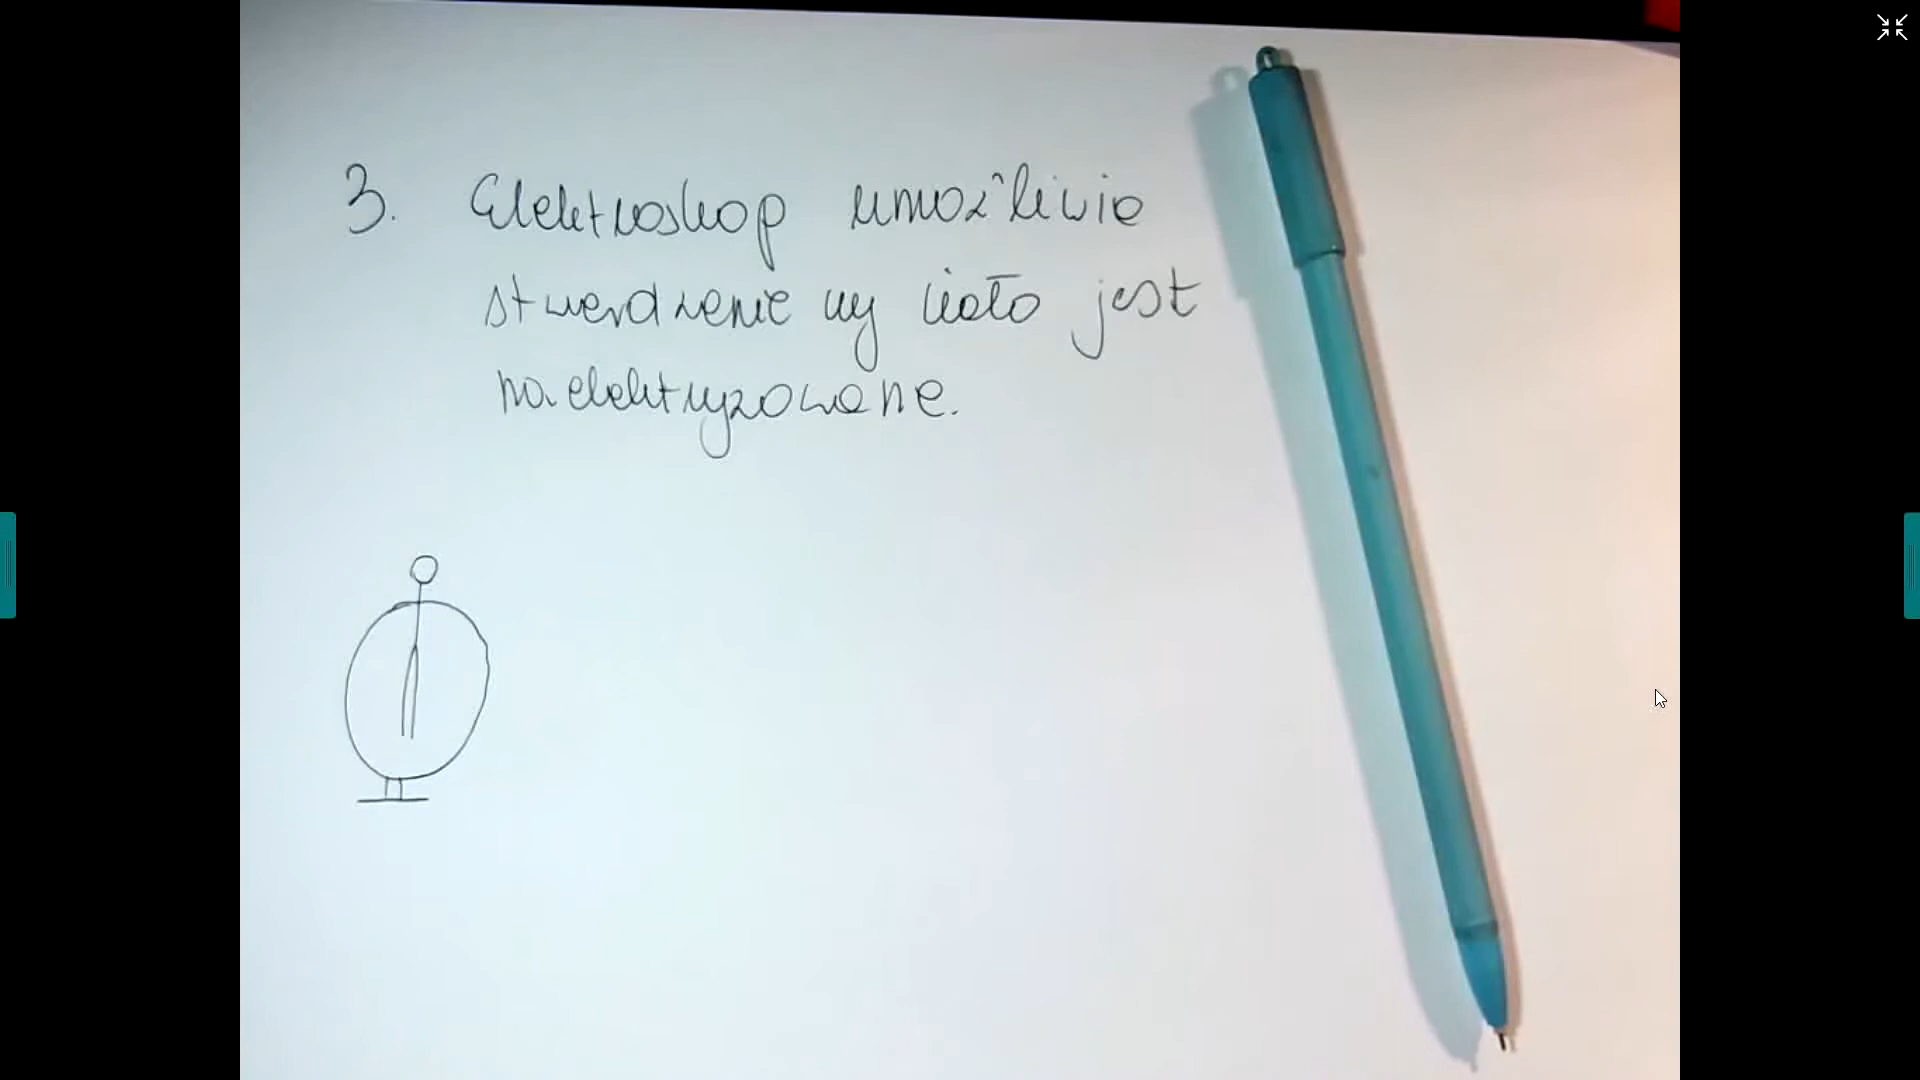 3. Elektroskop umożliwia
stwierdzenie czy ciało jest
naelektryzowane.